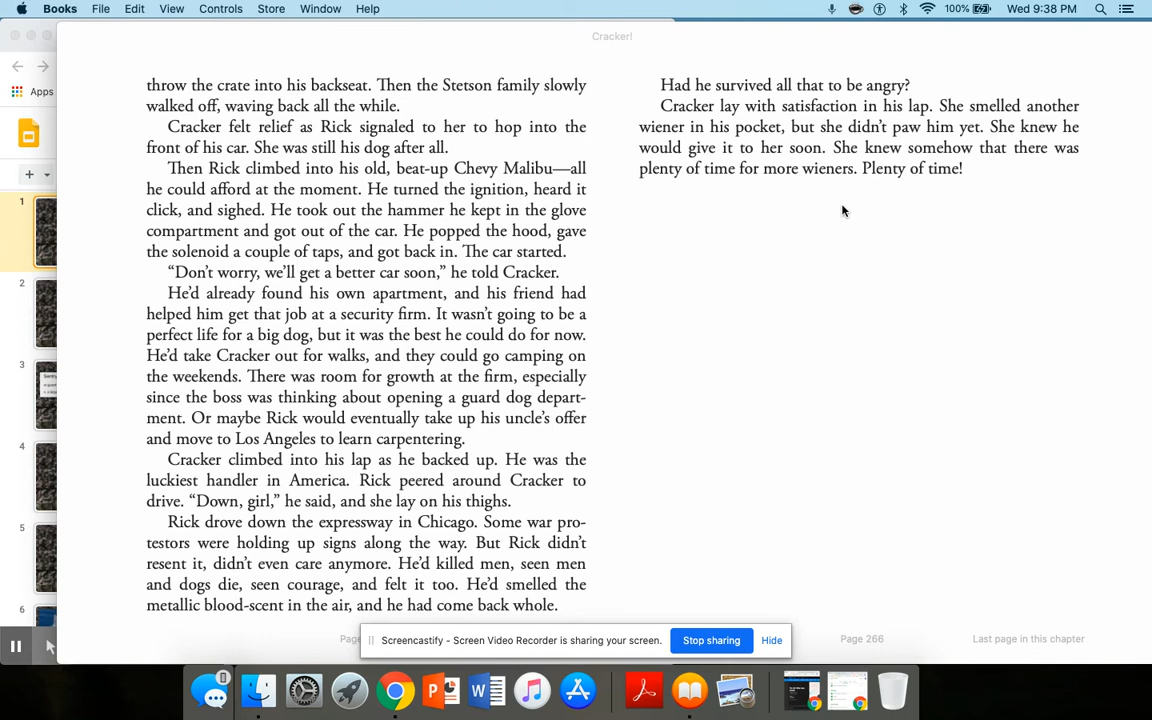 Books File Edit View Controls Store Window Help 100% Wed 9:38 PM
Cracker!
Apps
1
2
3
4
5
6
throw the crate into his backseat. Then the Stetson family slowly
walked off, waving back all the while.
Cracker felt relief as Rick signaled to her to hop into the
front of his car. She was still his dog after all.
Then Rick climbed into his old, beat-up Chevy Malibu—all
he could afford at the moment. He turned the ignition, heard it
click, and sighed. He took out the hammer he kept in the glove
compartment and got out of the car. He popped the hood, gave
the solenoid a couple of taps, and got back in. The car started.
“Don’t worry, we’ll get a better car soon,” he told Cracker.
He’d already found his own apartment, and his friend had
helped him get that job at a security firm. It wasn’t going to be a
perfect life for a big dog, but it was the best he could do for now.
He’d take Cracker out for walks, and they could go camping on
the weekends. There was room for growth at the firm, especially
since the boss was thinking about opening a guard dog depart-
ment. Or maybe Rick would eventually take up his uncle’s offer
and move to Los Angeles to learn carpentering.
Cracker climbed into his lap as he backed up. He was the
luckiest handler in America. Rick peered around Cracker to
drive. “Down, girl,” he said, and she lay on his thighs.
Rick drove down the expressway in Chicago. Some war pro-
testors were holding up signs along the way. But Rick didn’t
resent it, didn’t even care anymore. He’d killed men, seen men
and dogs die, seen courage, and felt it too. He’d smelled the
metallic blood-scent in the air, and he had come back whole.
Had he survived all that to be angry?
Cracker lay with satisfaction in his lap. She smelled another
wiener in his pocket, but she didn’t paw him yet. She knew he
would give it to her soon. She knew somehow that there was
plenty of time for more wieners. Plenty of time!
Screencastify - Screen Video Recorder is sharing your screen. Stop sharing Hide
Page 266 Last page in this chapter